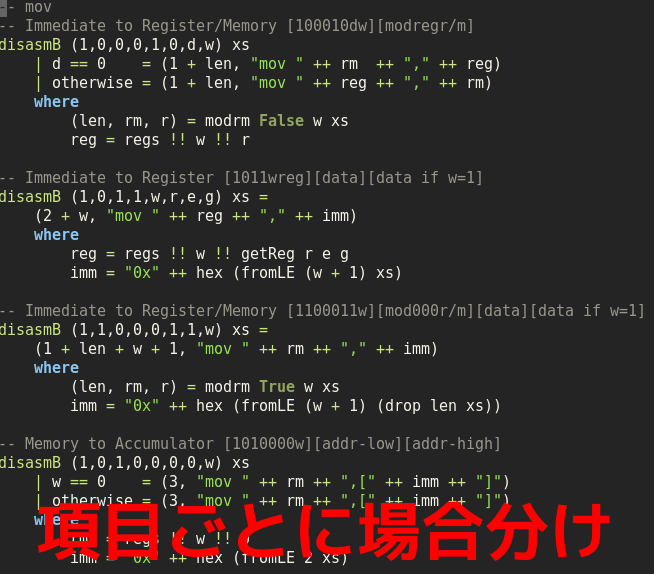 -- mov
-- Immediate to Register/Memory [100010dw][modregr/m]
disasmB (1,0,0,0,1,0,d,w) xs
    | d == 0    = (1 + len, "mov " ++ rm  ++ "," ++ reg)
    | otherwise = (1 + len, "mov " ++ reg ++ "," ++ rm)
    where
        (len, rm, r) = modrm False w xs
        reg = regs !! w !! r
-- Immediate to Register [1011wreg][data][data if w=1]
disasmB (1,0,1,1,w,r,e,g) xs =
    (2 + w, "mov " ++ reg ++ "," ++ imm)
    where
        reg = regs !! w !! getReg r e g
        imm = "0x" ++ hex (fromLE (w + 1) xs)
-- Immediate to Register/Memory [1100011w][mod000r/m][data][data if w=1]
disasmB (1,1,0,0,0,1,1,w) xs =
    (1 + len + w + 1, "mov " ++ rm ++ "," ++ imm)
    where
        (len, rm, r) = modrm True w xs
        imm = "0x" ++ hex (fromLE (w + 1) (drop len xs))
-- Memory to Accumulator [1010000w][addr-low][addr-high]
disasmB (1,0,1,0,0,0,0,w) xs
    | w == 0    = (3, "mov " ++ rm ++ ",[" ++ imm ++ "]")
    | otherwise = (3, "mov " ++ rm ++ ",[" ++ imm ++ "]")
    where
項目ごとに場合分け
        = regs !! w !!
        imm = "0x" ++ hex (fromLE 2 xs)